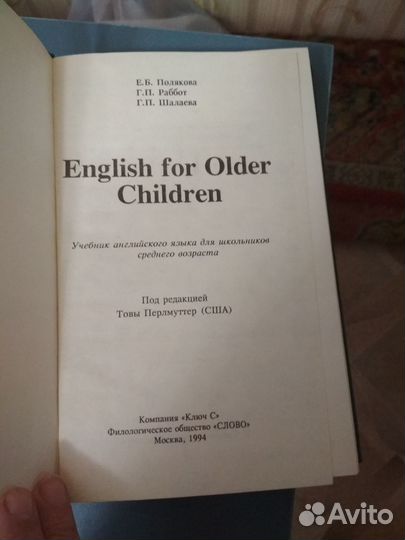 Е.Б. Полякова
Г.П. Раббот
Г.П. Шалаева
English for Older
Children
Учебник английского языка для школьников
среднего возраста
Под редакцией
Товы Перлмуттер (США)
Компания «Ключ С»
Филологическое общество «СЛОВО»
Москва, 1994
Avito